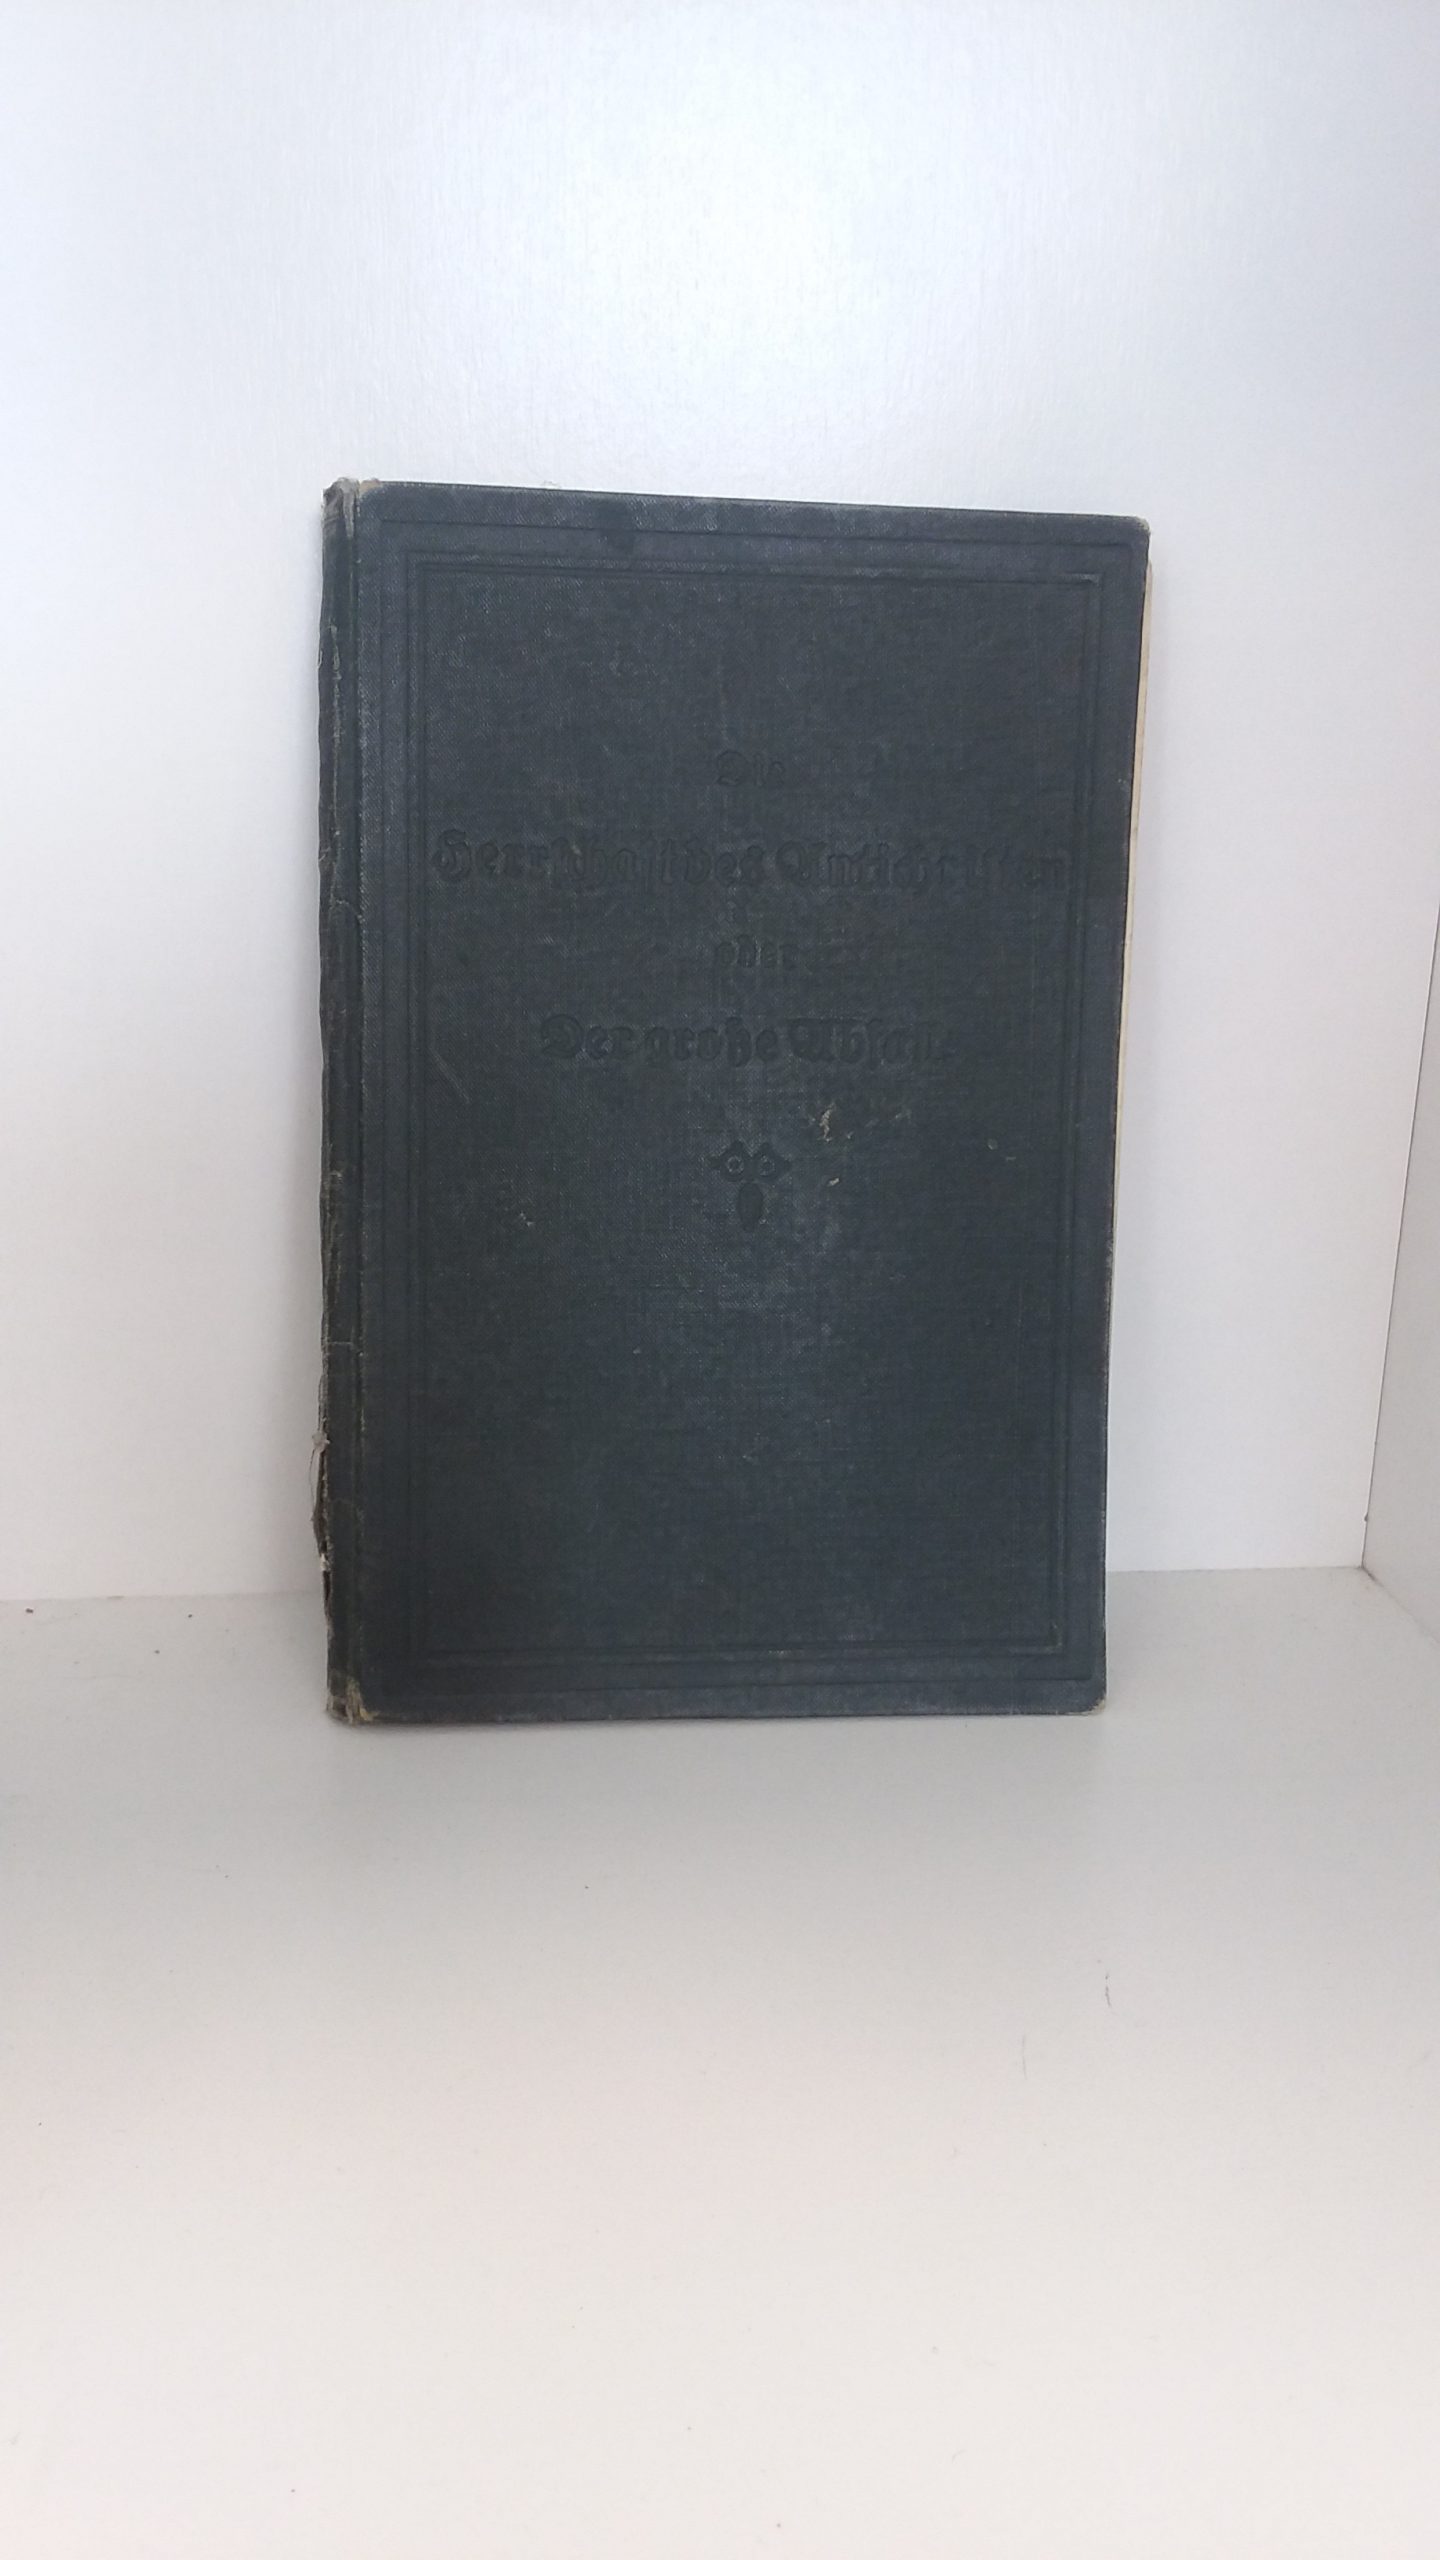 Die
Herrschaft des Antichristen
oder
Der große Abfall.